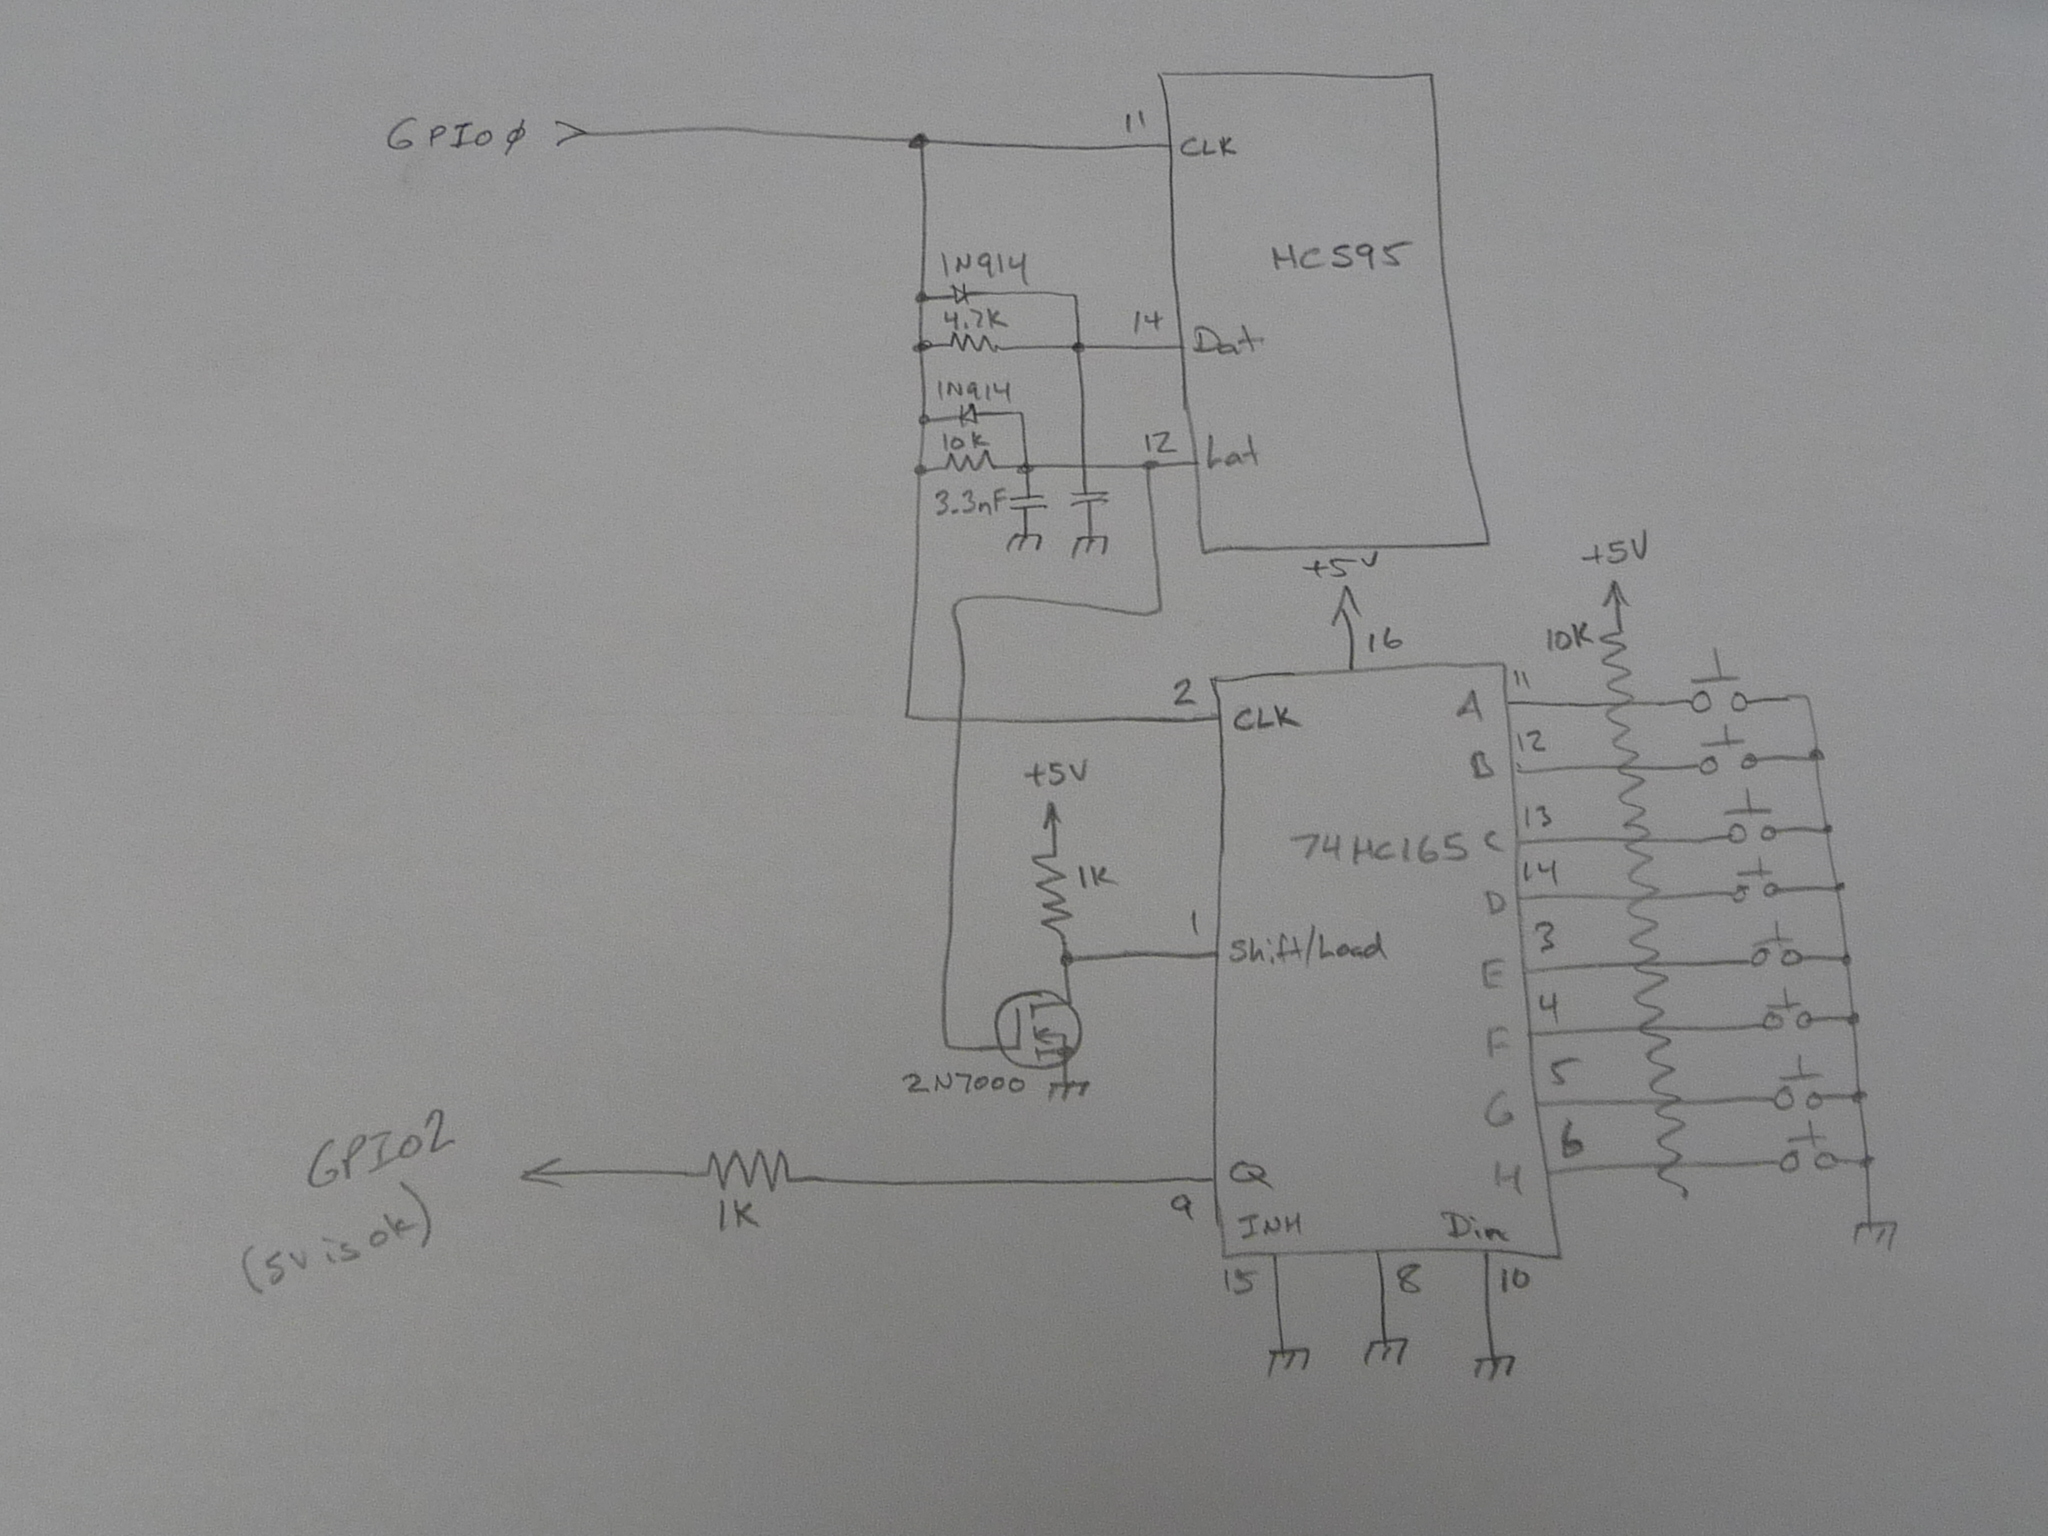 GPIO0
11
CLK
HC595
1N914
4.7K
14
Dat
1N914
10K
12
Lat
3.3nF
+5V
16
+5V
10K
2
CLK
A
11
B
12
+5V
74HC165
C
13
D
14
1K
1
Shift/Load
E
3
F
4
2N7000
G
5
GPIO2
(5V is ok)
1K
9
Q
H
6
INH
Din
15
8
10